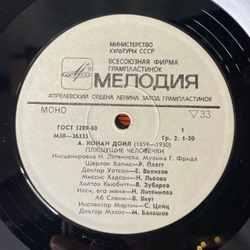 МИНИСТЕРСТВО
КУЛЬТУРЫ СССР
ВСЕСОЮЗНАЯ ФИРМА
ГРАМПЛАСТИНОК
МЕЛОДИЯ
АПРЕЛЕВСКИЙ ОРДЕНА ЛЕНИНА ЗАВОД ГРАМПЛАСТИНОК
МОНО ▽33
ГОСТ 5289-80 1
М50-36335 Гр. 2. 1-20
А. КОНАН ДОЙЛ (1859—1930)
ПЛЯШУЩИЕ ЧЕЛОВЕЧКИ
Инсценировка Н. Литвинова. Музыка Г. Фрида
Шерлок Холмс — Р. Плятт
Доктор Уотсон — Е. Велихов
Миссис Хадсон — Н. Львова
Хилтон Кьюбитт — В. Зубарев
Илси, его жена — Н. Литвинова
Аб Слени — В. Якут
Инспектор Мартин — С. Цейц
Доктор Мэлос — М. Балашов